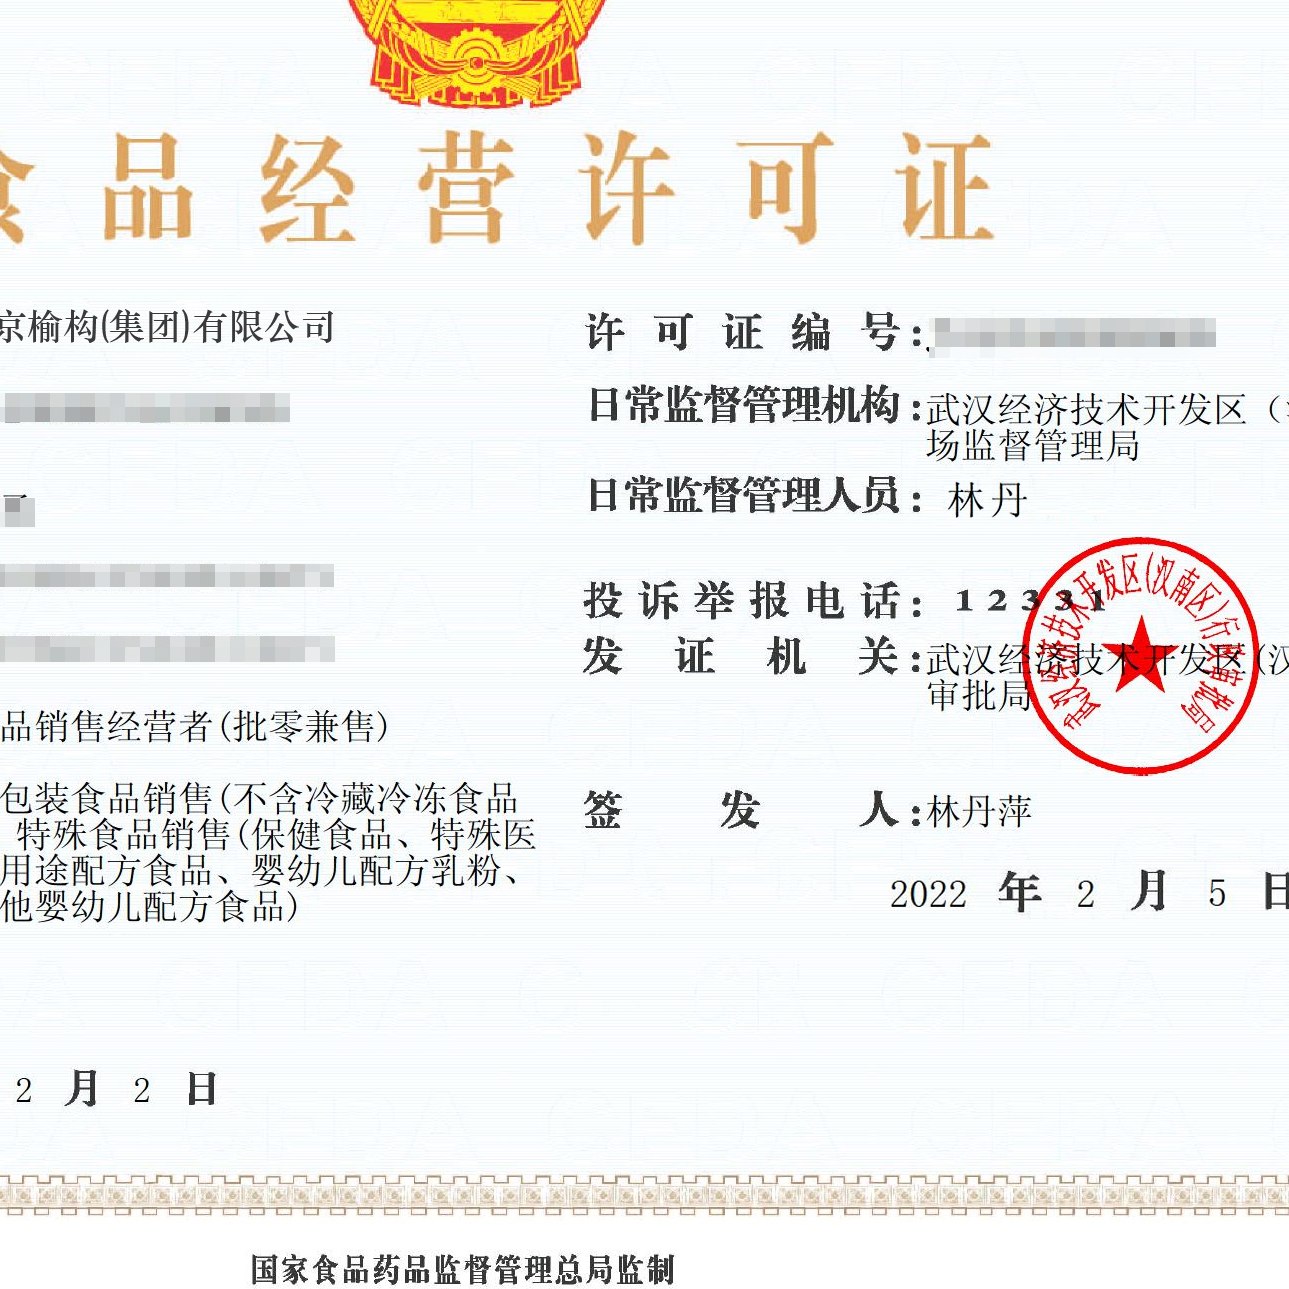 食品经营许可证
京榆构(集团)有限公司
许可证编号:
日常监督管理机构:武汉经济技术开发区（
场监督管理局
日常监督管理人员: 林丹
投诉举报电话: 12331
发证机关:武汉经济技术开发区(汉
审批局
武汉经济技术开发区(汉南区)行政审批局
品销售经营者(批零兼售)
包装食品销售(不含冷藏冷冻食品
特殊食品销售(保健食品、特殊医
用途配方食品、婴幼儿配方乳粉、
他婴幼儿配方食品)
签发人:林丹萍
2022 年 2 月 5 日
2 月 2 日
国家食品药品监督管理总局监制